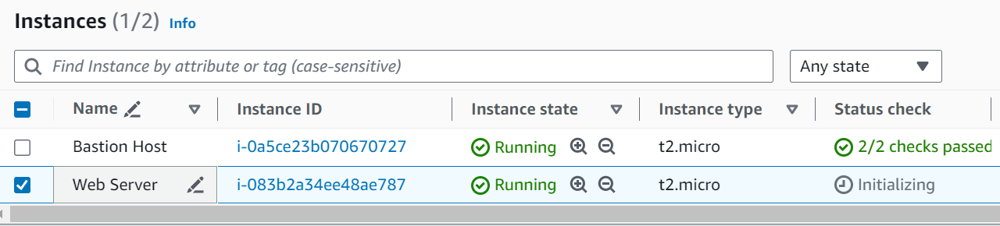 Instances (1/2) Info
Find Instance by attribute or tag (case-sensitive) Any state
Name Instance ID Instance state Instance type Status check
Bastion Host i-0a5ce23b070670727 Running t2.micro 2/2 checks passed
Web Server i-083b2a34ee48ae787 Running t2.micro Initializing